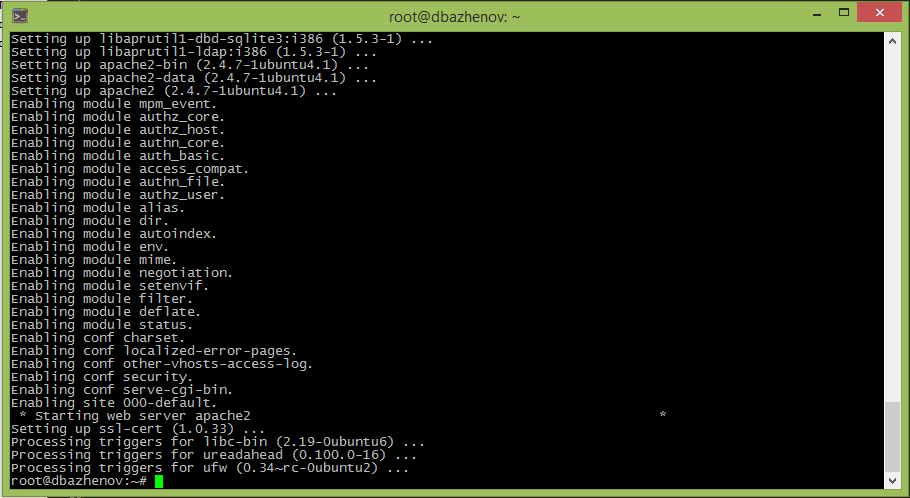 root@dbazhenov: ~
Setting up libaprutil1-dbd-sqlite3:i386 (1.5.3-1) ...
Setting up libaprutil1-ldap:i386 (1.5.3-1) ...
Setting up apache2-bin (2.4.7-1ubuntu4.1) ...
Setting up apache2-data (2.4.7-1ubuntu4.1) ...
Setting up apache2 (2.4.7-1ubuntu4.1) ...
Enabling module mpm_event.
Enabling module authz_core.
Enabling module authz_host.
Enabling module authn_core.
Enabling module auth_basic.
Enabling module access_compat.
Enabling module authn_file.
Enabling module authz_user.
Enabling module alias.
Enabling module dir.
Enabling module autoindex.
Enabling module env.
Enabling module mime.
Enabling module negotiation.
Enabling module setenvif.
Enabling module filter.
Enabling module deflate.
Enabling module status.
Enabling conf charset.
Enabling conf localized-error-pages.
Enabling conf other-vhosts-access-log.
Enabling conf security.
Enabling conf serve-cgi-bin.
Enabling site 000-default.
 * Starting web server apache2 *
Setting up ssl-cert (1.0.33) ...
Processing triggers for libc-bin (2.19-0ubuntu6) ...
Processing triggers for ureadahead (0.100.0-16) ...
Processing triggers for ufw (0.34~rc-0ubuntu2) ...
root@dbazhenov:~#